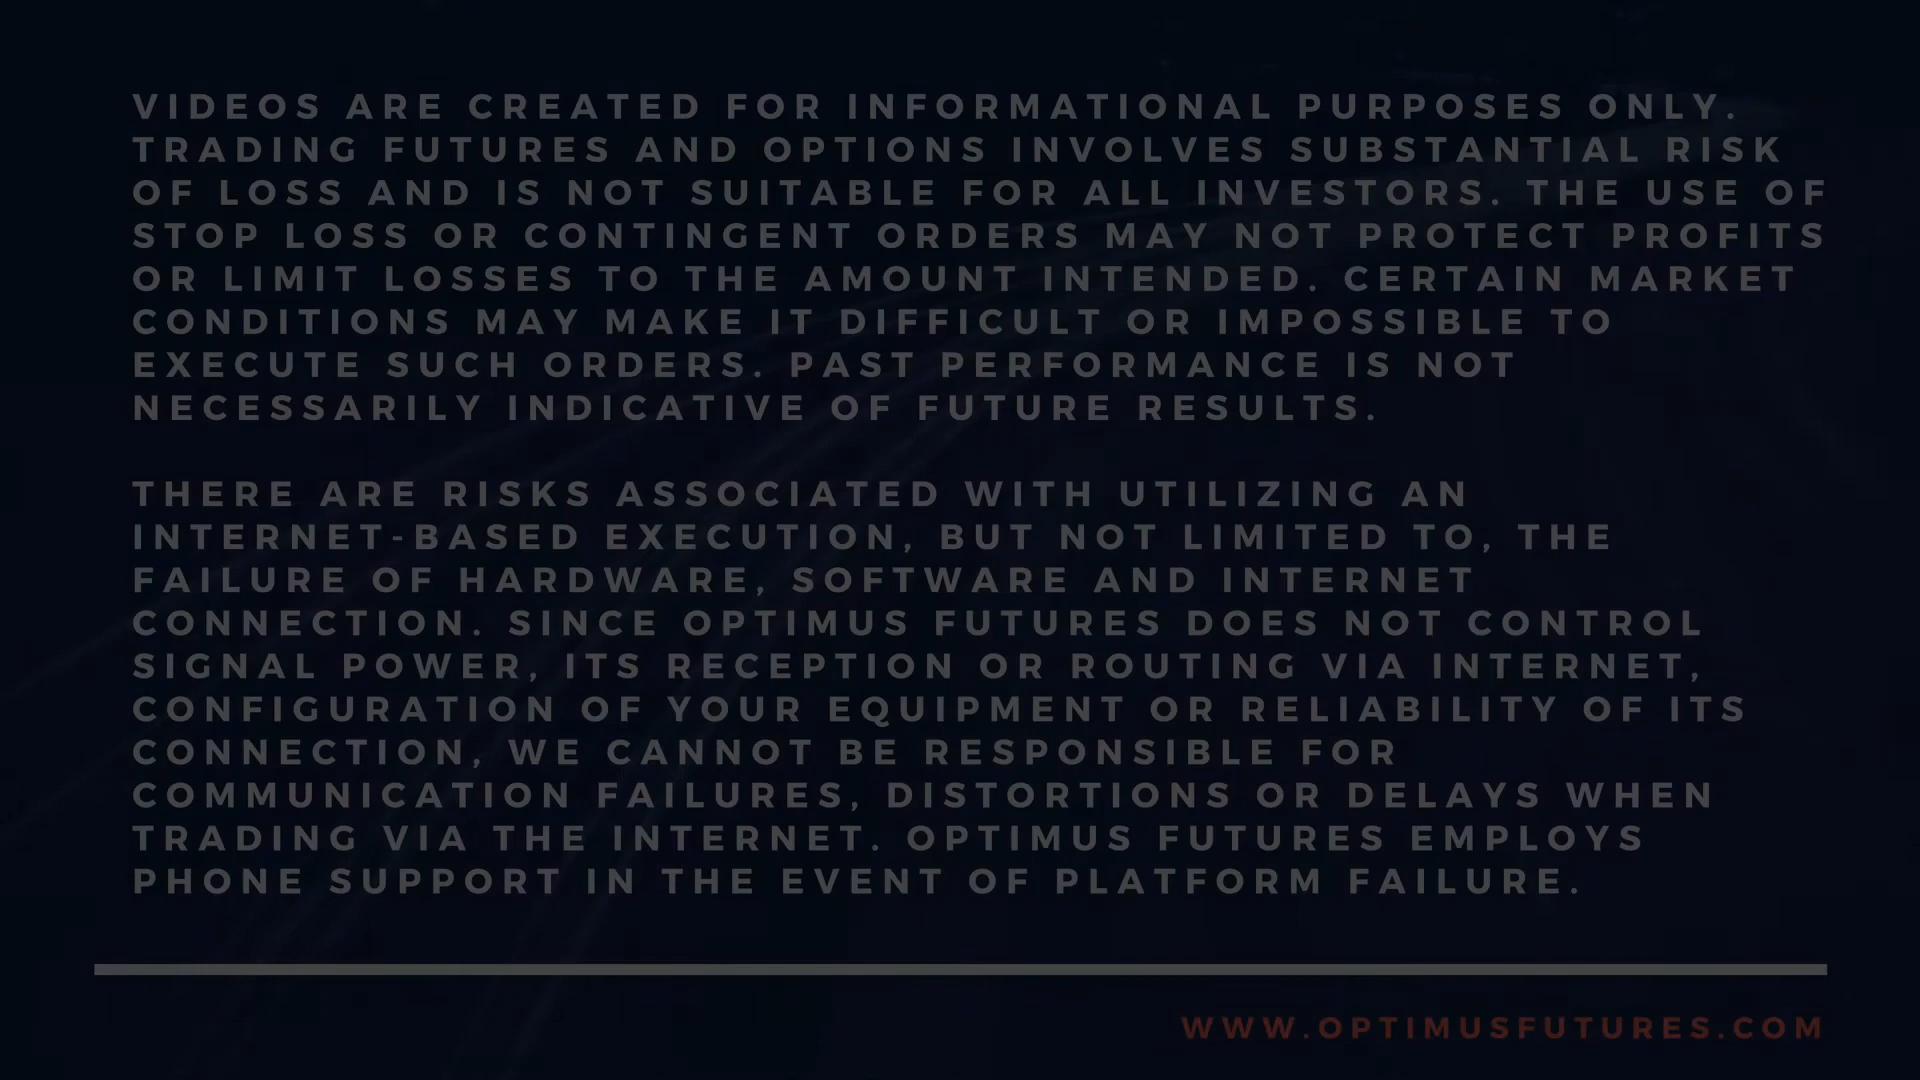 VIDEOS ARE CREATED FOR INFORMATIONAL PURPOSES ONLY.
TRADING FUTURES AND OPTIONS INVOLVES SUBSTANTIAL RISK
OF LOSS AND IS NOT SUITABLE FOR ALL INVESTORS. THE USE OF
STOP LOSS OR CONTINGENT ORDERS MAY NOT PROTECT PROFITS
OR LIMIT LOSSES TO THE AMOUNT INTENDED. CERTAIN MARKET
CONDITIONS MAY MAKE IT DIFFICULT OR IMPOSSIBLE TO
EXECUTE SUCH ORDERS. PAST PERFORMANCE IS NOT
NECESSARILY INDICATIVE OF FUTURE RESULTS.
THERE ARE RISKS ASSOCIATED WITH UTILIZING AN
INTERNET-BASED EXECUTION, BUT NOT LIMITED TO, THE
FAILURE OF HARDWARE, SOFTWARE AND INTERNET
CONNECTION. SINCE OPTIMUS FUTURES DOES NOT CONTROL
SIGNAL POWER, ITS RECEPTION OR ROUTING VIA INTERNET,
CONFIGURATION OF YOUR EQUIPMENT OR RELIABILITY OF ITS
CONNECTION, WE CANNOT BE RESPONSIBLE FOR
COMMUNICATION FAILURES, DISTORTIONS OR DELAYS WHEN
TRADING VIA THE INTERNET. OPTIMUS FUTURES EMPLOYS
PHONE SUPPORT IN THE EVENT OF PLATFORM FAILURE.
WWW.OPTIMUSFUTURES.COM